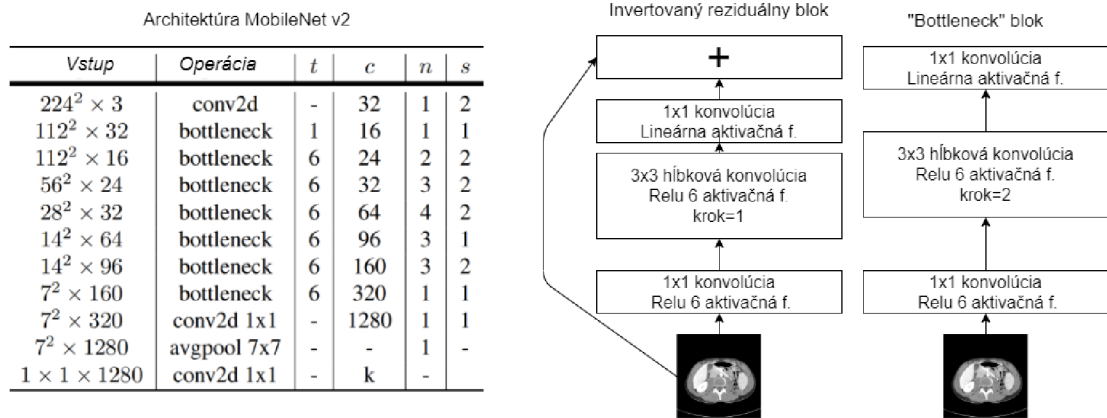 Architektúra MobileNet v2
Vstup Operácia t c n s
224² × 3 conv2d - 32 1 2
112² × 32 bottleneck 1 16 1 1
112² × 16 bottleneck 6 24 2 2
56² × 24 bottleneck 6 32 3 2
28² × 32 bottleneck 6 64 4 2
14² × 64 bottleneck 6 96 3 1
14² × 96 bottleneck 6 160 3 2
7² × 160 bottleneck 6 320 1 1
7² × 320 conv2d 1x1 - 1280 1 1
7² × 1280 avgpool 7x7 - - 1 -
1 × 1 × 1280 conv2d 1x1 - k -
Invertovaný reziduálny blok
+
1x1 konvolúcia
Lineárna aktivačná f.
3x3 hĺbková konvolúcia
Relu 6 aktivačná f.
krok=1
1x1 konvolúcia
Relu 6 aktivačná f.
"Bottleneck" blok
1x1 konvolúcia
Lineárna aktivačná f.
3x3 hĺbková konvolúcia
Relu 6 aktivačná f.
krok=2
1x1 konvolúcia
Relu 6 aktivačná f.